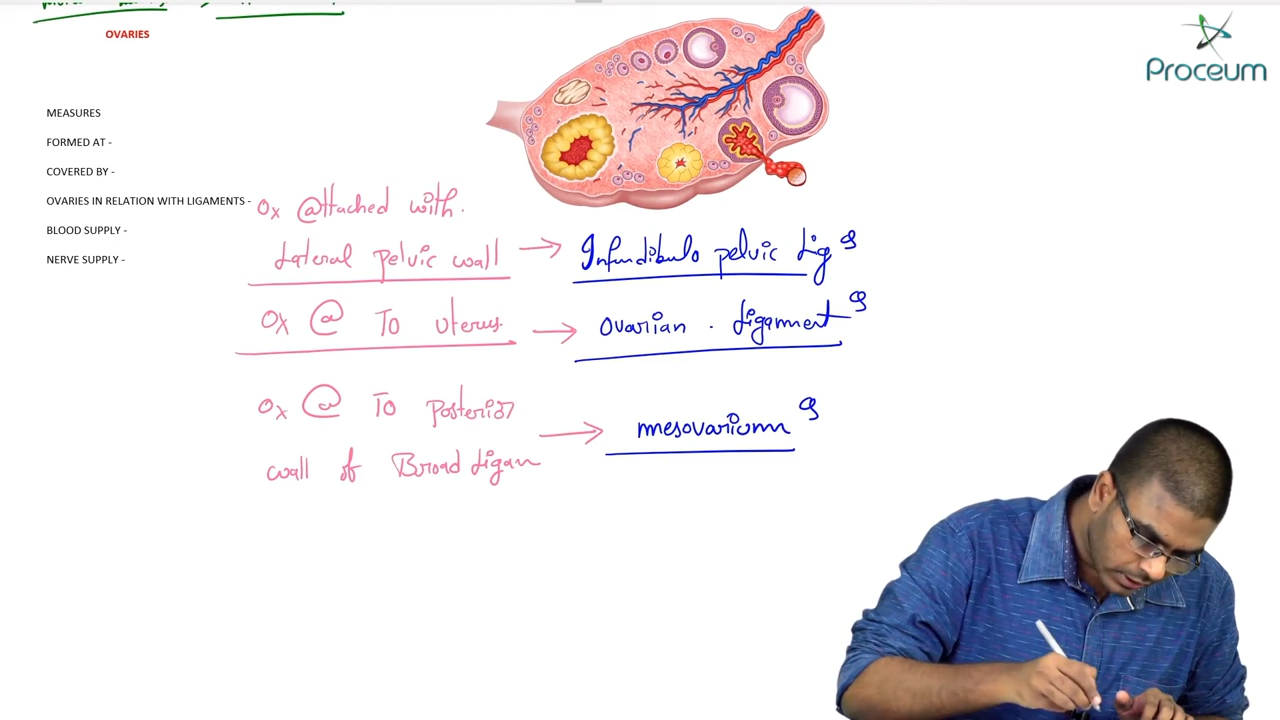 OVARIES
Proceum
MEASURES
FORMED AT -
COVERED BY -
OVARIES IN RELATION WITH LIGAMENTS -
Ox @ttached with.
Lateral pelvic wall → Infundibulo pelvic Lig
BLOOD SUPPLY -
NERVE SUPPLY -
Ox @ To uterus. → ovarian . Ligament
Ox @ To Posterior → mesovarium
wall of Broad Ligam